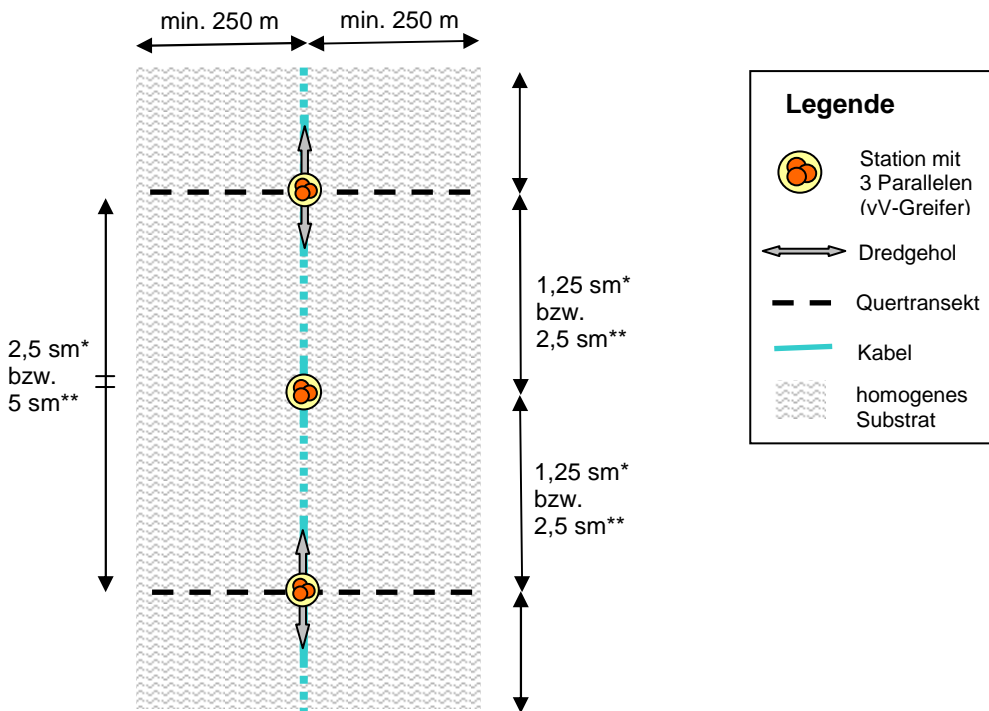 min. 250 m
min. 250 m
2,5 sm*
bzw.
5 sm**
1,25 sm*
bzw.
2,5 sm**
1,25 sm*
bzw.
2,5 sm**
Legende
Station mit
3 Parallelen
(vV-Greifer)
Dredgehol
Quertransekt
Kabel
homogenes
Substrat